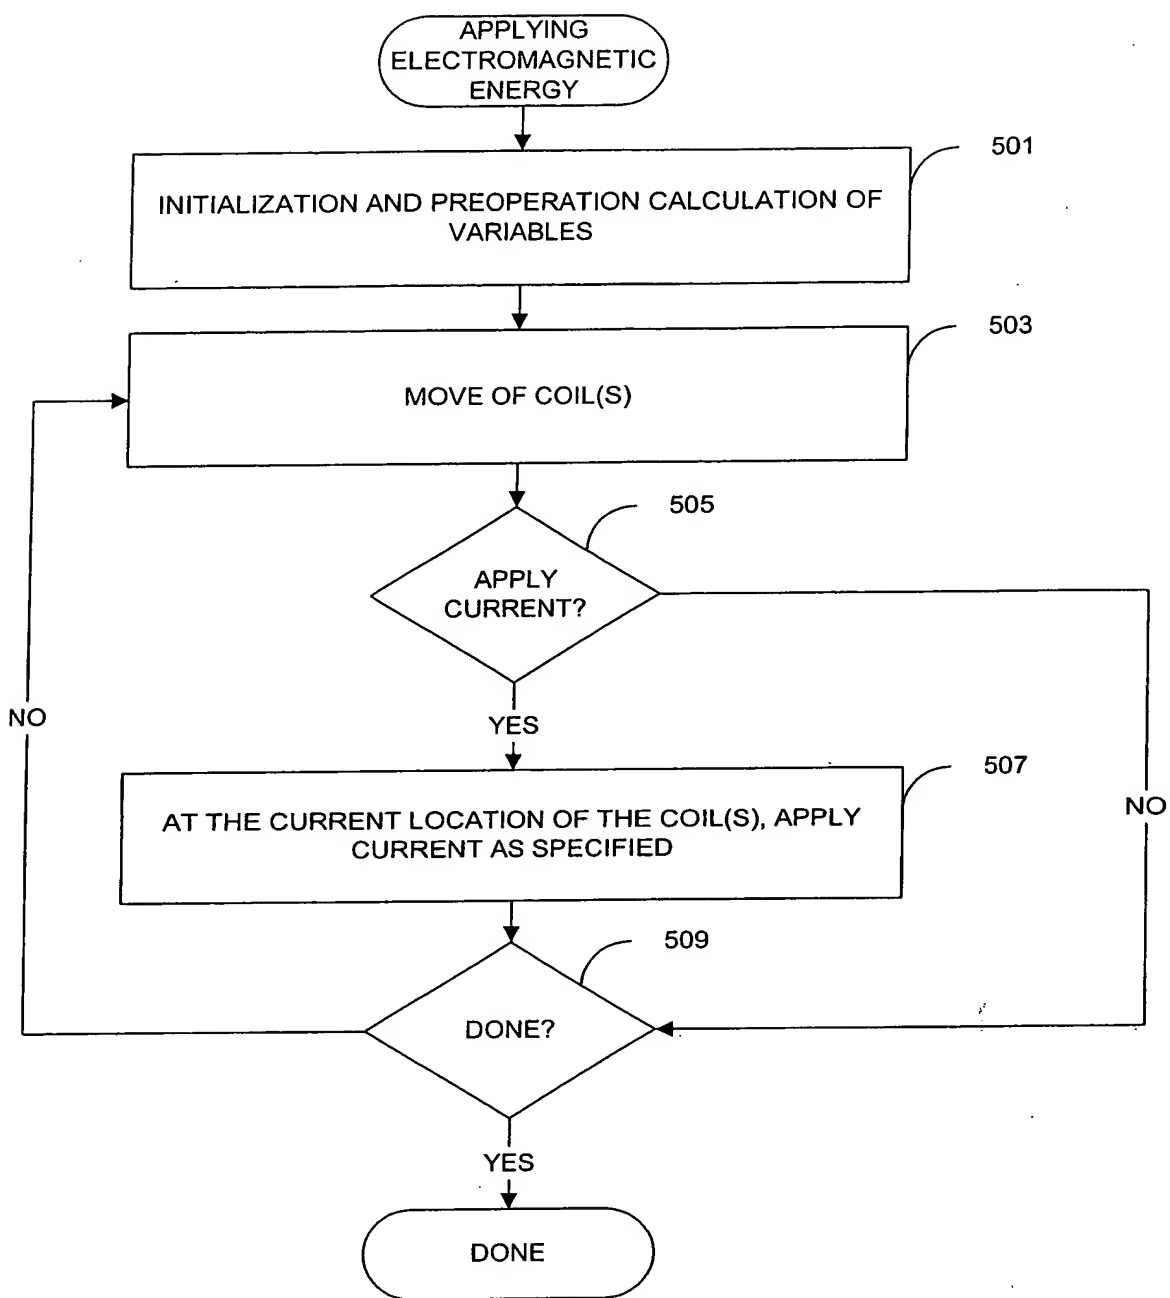 APPLYING
ELECTROMAGNETIC
ENERGY
501
INITIALIZATION AND PREOPERATION CALCULATION OF
VARIABLES
503
MOVE OF COIL(S)
505
APPLY
CURRENT?
NO
YES
507
AT THE CURRENT LOCATION OF THE COIL(S), APPLY
CURRENT AS SPECIFIED
NO
509
DONE?
YES
DONE